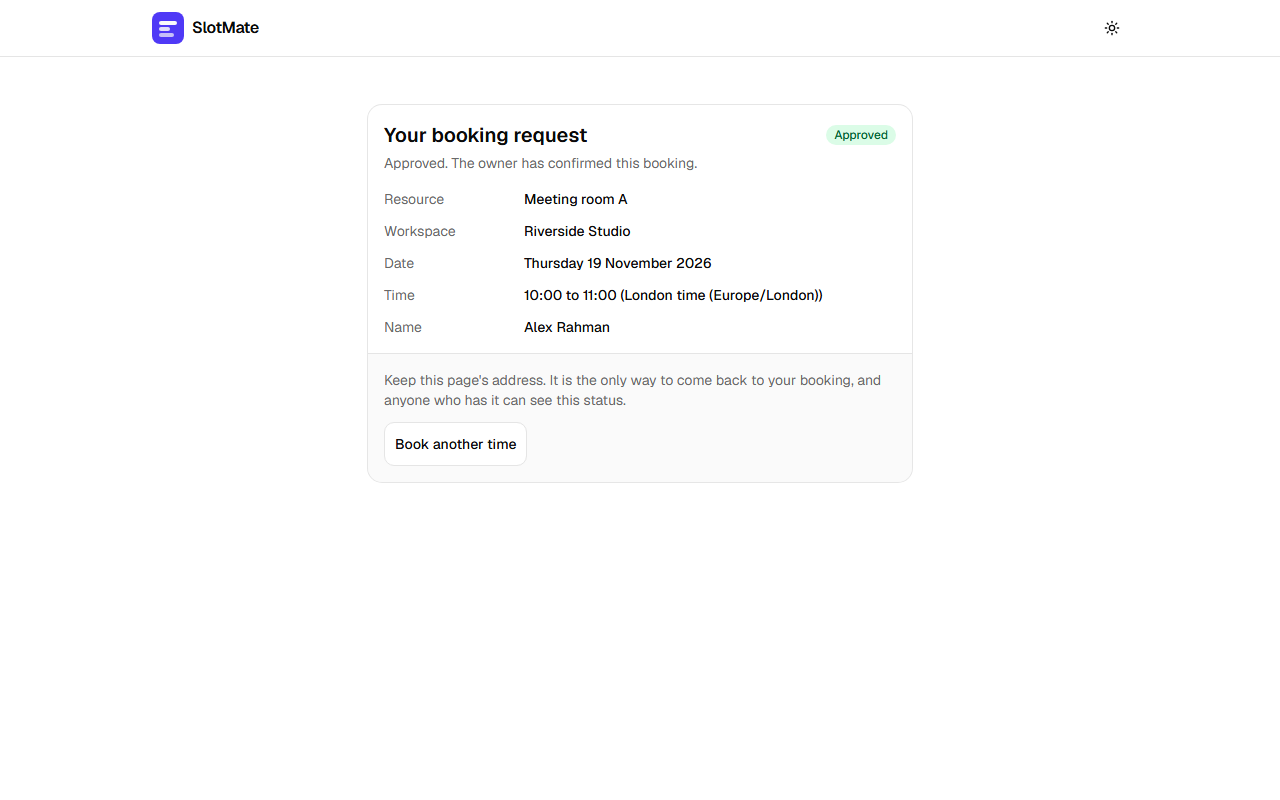 SlotMate
Your booking request
Approved
Approved. The owner has confirmed this booking.
Resource Meeting room A
Workspace Riverside Studio
Date Thursday 19 November 2026
Time 10:00 to 11:00 (London time (Europe/London))
Name Alex Rahman
Keep this page's address. It is the only way to come back to your booking, and
anyone who has it can see this status.
Book another time